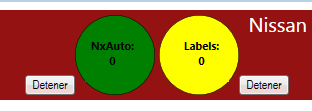 Nissan
NxAuto:
0
Labels:
0
Detener
Detener